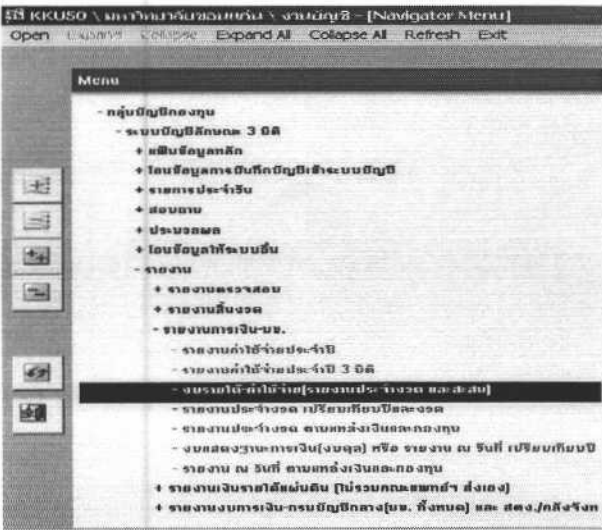 KKU50 \ มหาวิทยาลัยขอนแก่น \ งานบัญชี - [Navigator Menu]
Open Expand Collapse Expand All Collapse All Refresh Exit
Menu
- กลุ่มบัญชีกองทุน
- ระบบบัญชีลักษณะ 3 มิติ
+ แฟ้มข้อมูลหลัก
+ โอนข้อมูลการบันทึกบัญชีเข้าระบบบัญชี
+ รายการประจำวัน
+ สอบถาม
+ ประมวลผล
+ โอนข้อมูลให้ระบบอื่น
- รายงาน
+ รายงานตรวจสอบ
+ รายงานสิ้นงวด
- รายงานการเงิน-มข.
- รายงานค่าใช้จ่ายประจำปี
- รายงานค่าใช้จ่ายประจำปี 3 มิติ
- งบรายได้-ค่าใช้จ่าย(รายงานประจำงวด และสะสม)
- รายงานประจำงวด เปรียบเทียบปีและงวด
- รายงานประจำงวด ตามแหล่งเงินและกองทุน
- งบแสดงฐานะการเงิน(งบดุล) หรือ รายงาน ณ วันที่ เปรียบเทียบปี
- รายงาน ณ วันที่ ตามแหล่งเงินและกองทุน
+ รายงานเงินรายได้แผ่นดิน (ไม่รวมคณะแพทย์ฯ ส่งเอง)
+ รายงานงบการเงิน-กรมบัญชีกลาง(มข. ทั้งหมด) และ สตง./คลังจังห